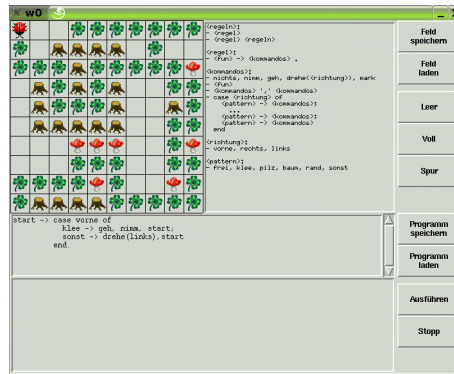 w0
<regeln>:
- <regel>
- <regel> <regeln>
<regel>:
- <fun> -> <kommandos> .
<kommandos>:
- nichts, nimm, geh, drehe(<richtung>), mark
- <fun>
- <kommandos> ',' <kommandos>
- case <richtung> of
<pattern> -> <kommandos>;
...
<pattern> -> <kommandos>;
<pattern> -> <kommandos>
end
<richtung>:
- vorne, rechts, links
<pattern>:
- frei, klee, pilz, baum, rand, sonst
Feld speichern
Feld laden
Leer
Voll
Spur
start -> case vorne of
klee -> geh, nimm, start;
sonst -> drehe(links),start
end.
Programm speichern
Programm laden
Ausführen
Stopp